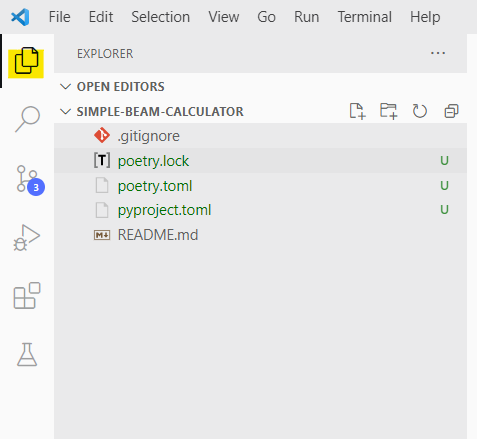 File Edit Selection View Go Run Terminal Help
EXPLORER ...
OPEN EDITORS
SIMPLE-BEAM-CALCULATOR
.gitignore
[T] poetry.lock U
poetry.toml U
pyproject.toml U
README.md
3